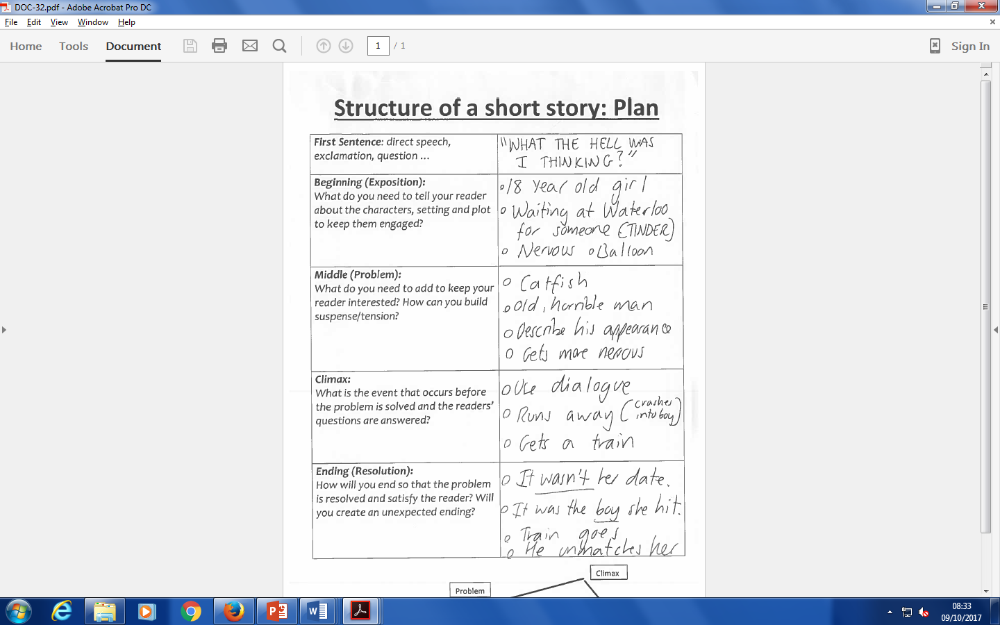 DOC-32.pdf - Adobe Acrobat Pro DC
File Edit View Window Help
Home Tools Document 1 / 1 Sign In
Structure of a short story: Plan
First Sentence: direct speech,
exclamation, question ...
"WHAT THE HELL WAS
I THINKING?"
Beginning (Exposition):
What do you need to tell your reader
about the characters, setting and plot
to keep them engaged?
18 year old girl
Waiting at Waterloo
for someone (TINDER)
Nervous Balloon
Middle (Problem):
What do you need to add to keep your
reader interested? How can you build
suspense/tension?
Catfish
Old, horrible man
Describe his appearance
Gets more nervous
Climax:
What is the event that occurs before
the problem is solved and the readers'
questions are answered?
Use dialogue
Runs away (crashes
into boy)
Gets a train
Ending (Resolution):
How will you end so that the problem
is resolved and satisfy the reader? Will
you create an unexpected ending?
It wasn't her date.
It was the boy she hit.
Train goes
He unmatches her
Climax
Problem
08:33
09/10/2017